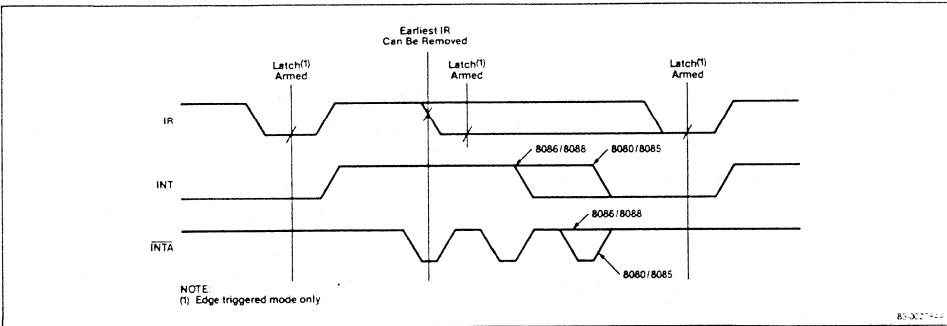 Earliest IR
Can Be Removed
Latch(1)
Armed
Latch(1)
Armed
Latch(1)
Armed
IR
8086/8088
8080/8085
INT
8086/8088
INTA
8080/8085
NOTE:
(1) Edge triggered mode only